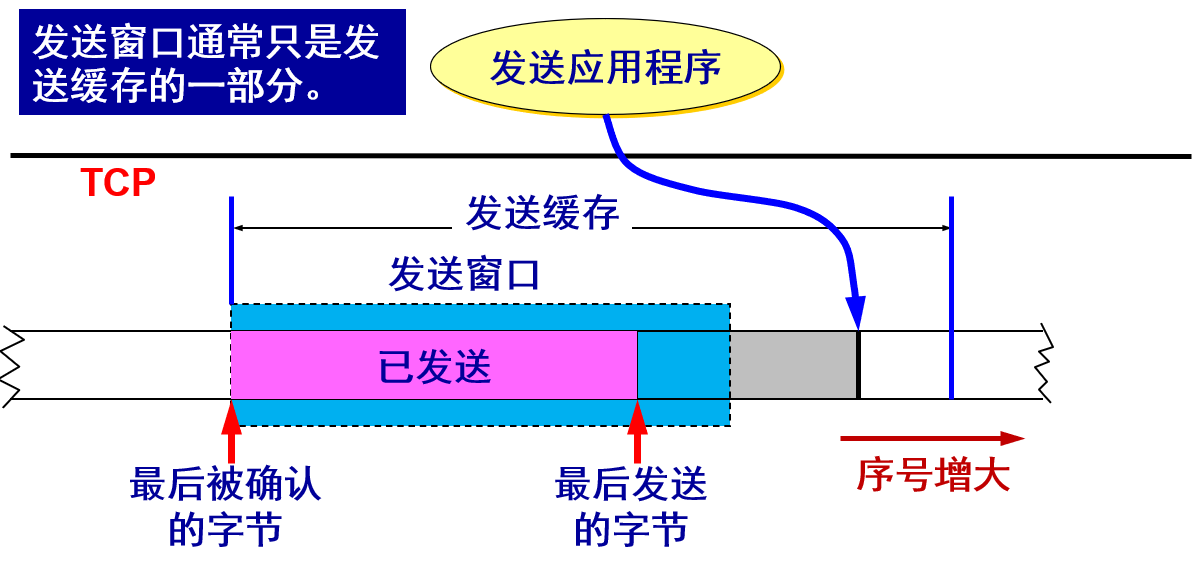 发送窗口通常只是发
送缓存的一部分。
发送应用程序
TCP
发送缓存
发送窗口
已发送
最后被确认
的字节
最后发送
的字节
序号增大